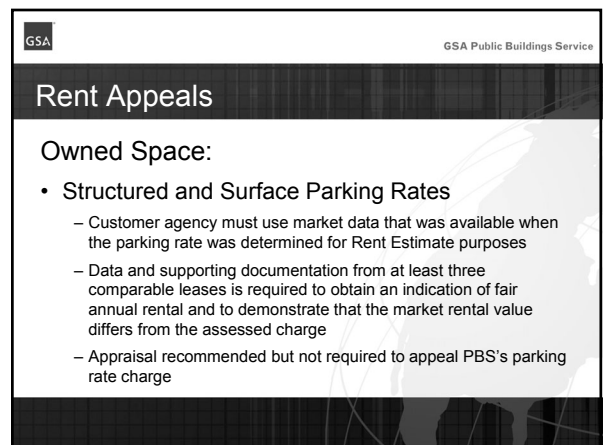 GSA
GSA Public Buildings Service
Rent Appeals
Owned Space:
• Structured and Surface Parking Rates
– Customer agency must use market data that was available when
the parking rate was determined for Rent Estimate purposes
– Data and supporting documentation from at least three
comparable leases is required to obtain an indication of fair
annual rental and to demonstrate that the market rental value
differs from the assessed charge
– Appraisal recommended but not required to appeal PBS's parking
rate charge